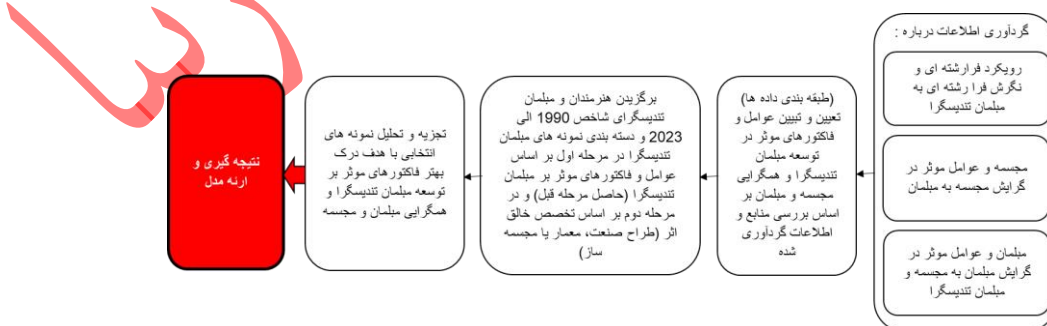 گردآوری اطلاعات درباره :
رویکرد فرارشته ای و
نگرش فرا رشته ای به
مبلمان تندیسگرا
مجسمه و عوامل موثر در
گرایش مجسمه به مبلمان
مبلمان و عوامل موثر در
گرایش مبلمان به مجسمه و
مبلمان تندیسگرا
(طبقه بندی داده ها)
تعیین و تبیین عوامل و
فاکتورهای موثر در
توسعه مبلمان
تندیسگرا و همگرایی
مجسمه و مبلمان بر
اساس بررسی منابع و
اطلاعات گردآوری
شده
برگزیدن هنرمندان و مبلمان
تندیسگرای شاخص 1990 الی
2023 و دسته بندی نمونه های مبلمان
تندیسگرا در مرحله اول بر اساس
عوامل و فاکتورهای موثر بر مبلمان
تندیسگرا (حاصل مرحله قبل) و در
مرحله دوم بر اساس تخصص خالق
اثر (طراح صنعت، معمار یا مجسمه
ساز)
تجزیه و تحلیل نمونه های
انتخابی با هدف درک
بهتر فاکتورهای موثر بر
توسعه مبلمان تندیسگرا و
همگرایی مبلمان و مجسمه
نتیجه گیری و
ارئه مدل